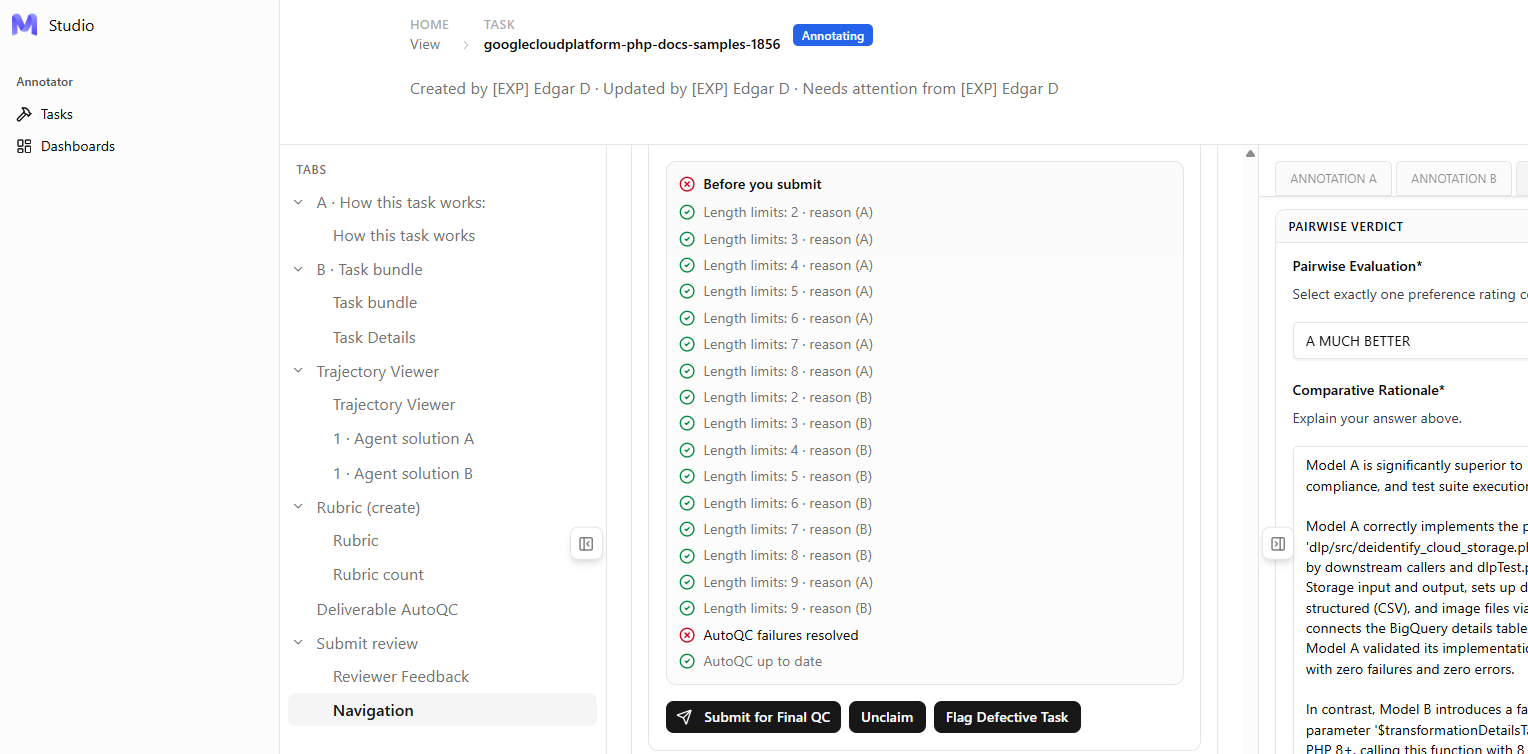 Studio
Annotator
Tasks
Dashboards
HOME
View
TASK
googlecloudplatform-php-docs-samples-1856
Annotating
Created by [EXP] Edgar D · Updated by [EXP] Edgar D · Needs attention from [EXP] Edgar D
TABS
A · How this task works:
How this task works
B · Task bundle
Task bundle
Task Details
Trajectory Viewer
Trajectory Viewer
1 · Agent solution A
1 · Agent solution B
Rubric (create)
Rubric
Rubric count
Deliverable AutoQC
Submit review
Reviewer Feedback
Navigation
Before you submit
Length limits: 2 · reason (A)
Length limits: 3 · reason (A)
Length limits: 4 · reason (A)
Length limits: 5 · reason (A)
Length limits: 6 · reason (A)
Length limits: 7 · reason (A)
Length limits: 8 · reason (A)
Length limits: 2 · reason (B)
Length limits: 3 · reason (B)
Length limits: 4 · reason (B)
Length limits: 5 · reason (B)
Length limits: 6 · reason (B)
Length limits: 7 · reason (B)
Length limits: 8 · reason (B)
Length limits: 9 · reason (A)
Length limits: 9 · reason (B)
AutoQC failures resolved
AutoQC up to date
Submit for Final QC
Unclaim
Flag Defective Task
ANNOTATION A
ANNOTATION B
PAIRWISE VERDICT
Pairwise Evaluation*
Select exactly one preference rating
A MUCH BETTER
Comparative Rationale*
Explain your answer above.
Model A is significantly superior to
compliance, and test suite execution
Model A correctly implements the
'dlp/src/deidentify_cloud_storage.
by downstream callers and dlpTest.
Storage input and output, sets up
structured (CSV), and image files via
connects the BigQuery details table
Model A validated its
with zero failures and zero errors.
In contrast, Model B introduces a
parameter
PHP 8+, calling this function with 8